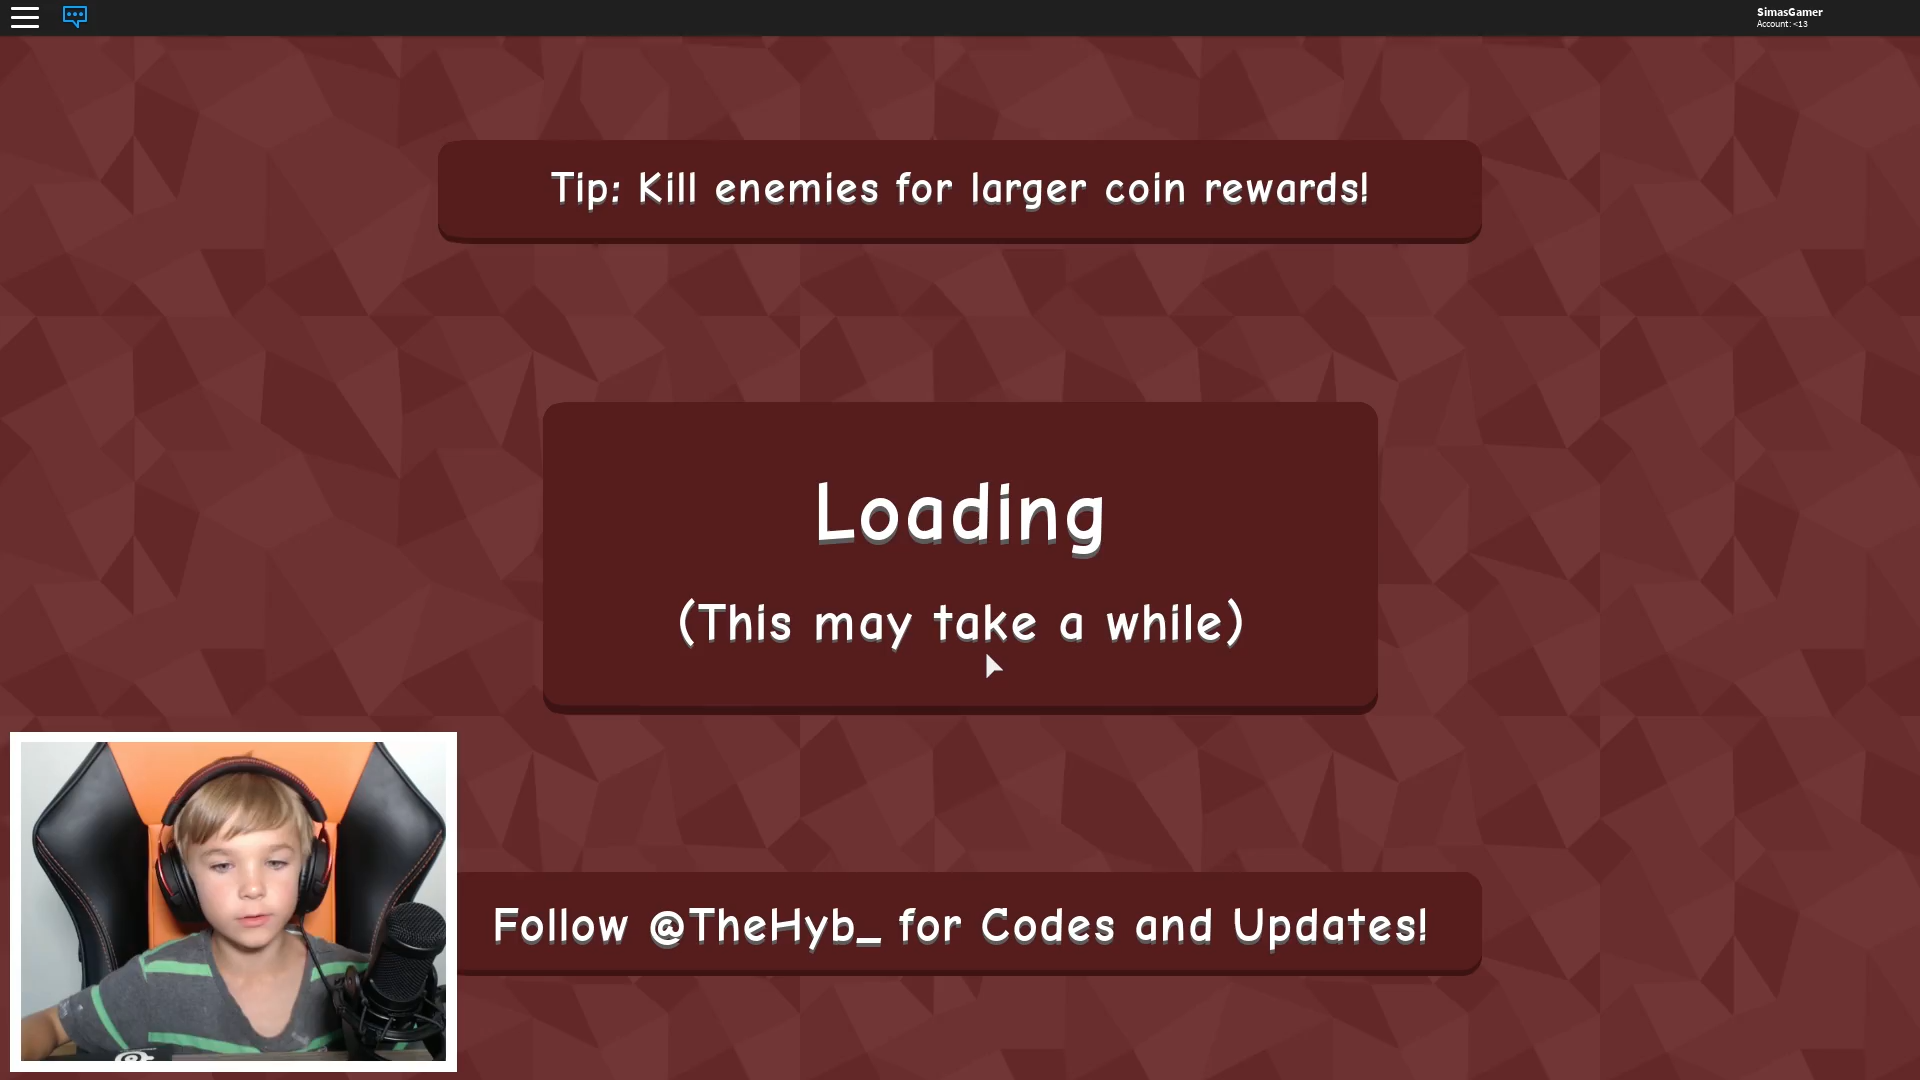 SimasGamer
Account: <13
Tip: Kill enemies for larger coin rewards!
Loading
(This may take a while)
Follow @TheHyb_ for Codes and Updates!